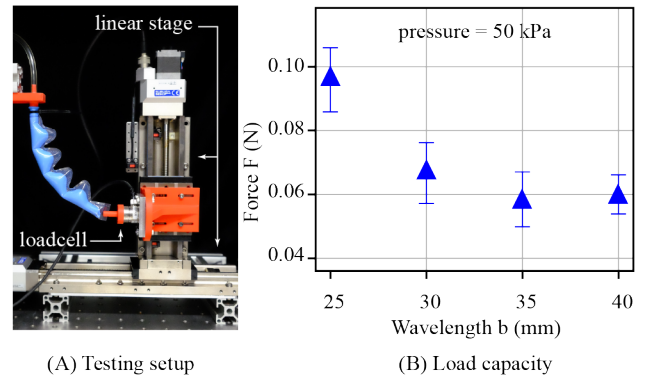 linear stage
loadcell
(A) Testing setup
pressure = 50 kPa
Force F (N)
0.10
0.08
0.06
0.04
25 30 35 40
Wavelength b (mm)
(B) Load capacity